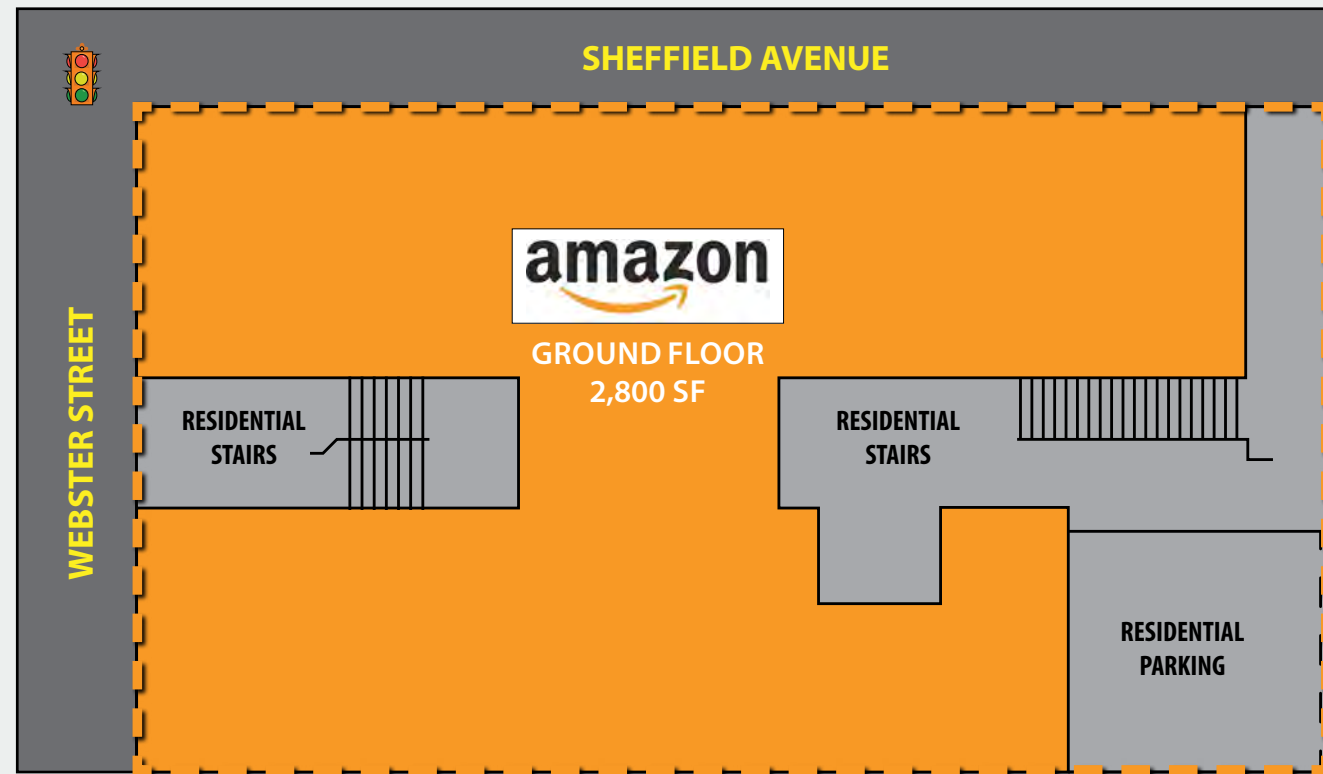 SHEFFIELD AVENUE
WEBSTER STREET
amazon
GROUND FLOOR
2,800 SF
RESIDENTIAL
STAIRS
RESIDENTIAL
STAIRS
RESIDENTIAL
PARKING